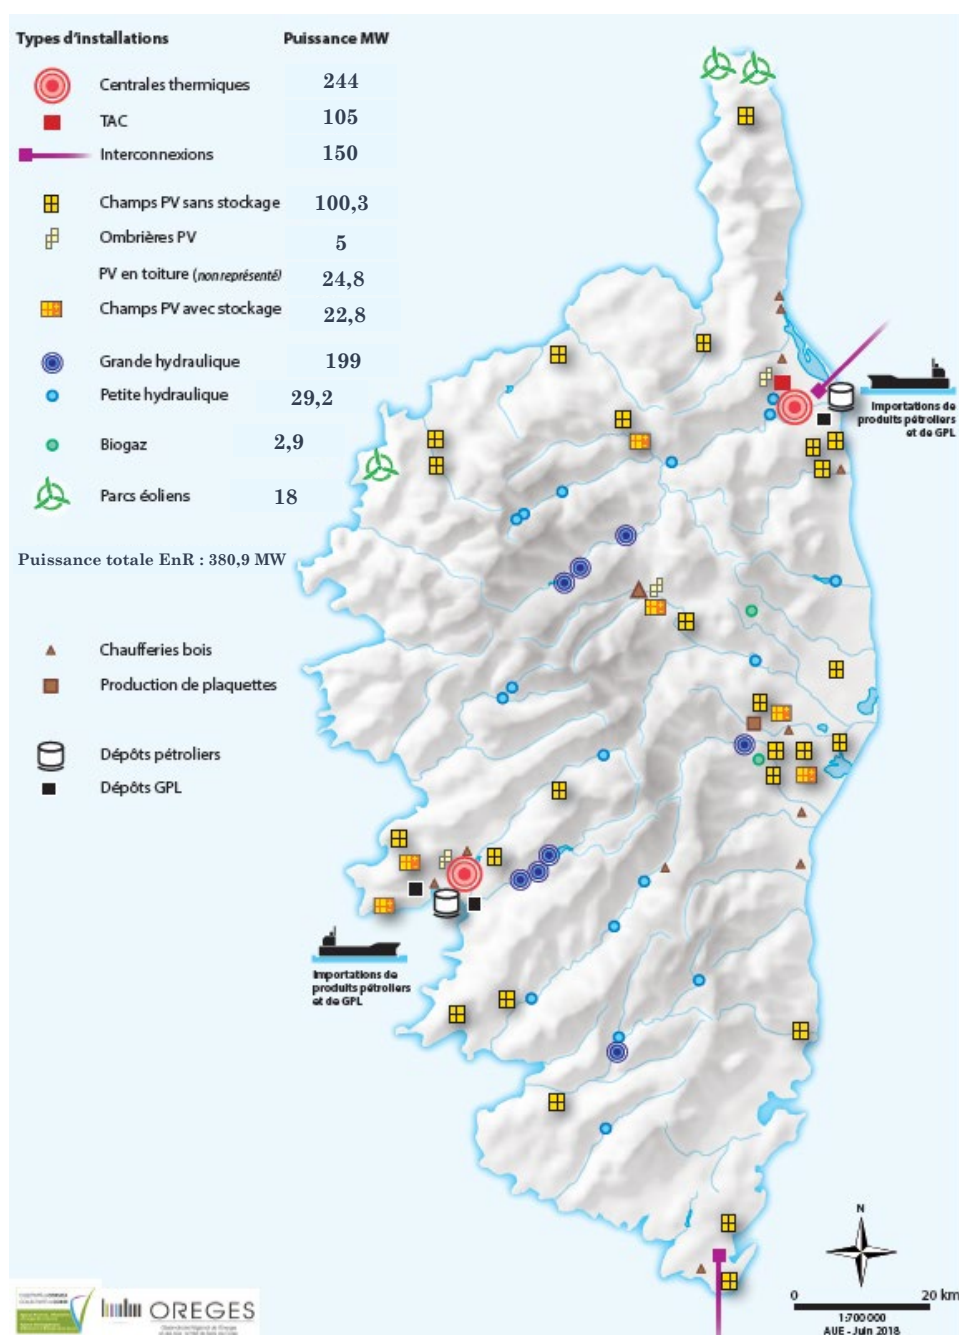 Types d'installations Puissance MW
Centrales thermiques 244
TAC 105
Interconnexions 150
Champs PV sans stockage 100,3
Ombrières PV 5
PV en toiture (non représenté) 24,8
Champs PV avec stockage 22,8
Grande hydraulique 199
Petite hydraulique 29,2
Biogaz 2,9
Parcs éoliens 18
Puissance totale EnR : 380,9 MW
Chaufferies bois
Production de plaquettes
Dépôts pétroliers
Dépôts GPL
Importations de
produits pétroliers
et de GPL
Importations de
produits pétroliers
et de GPL
N
0 20 km
1:700 000
AUE - Juin 2018
OREGES